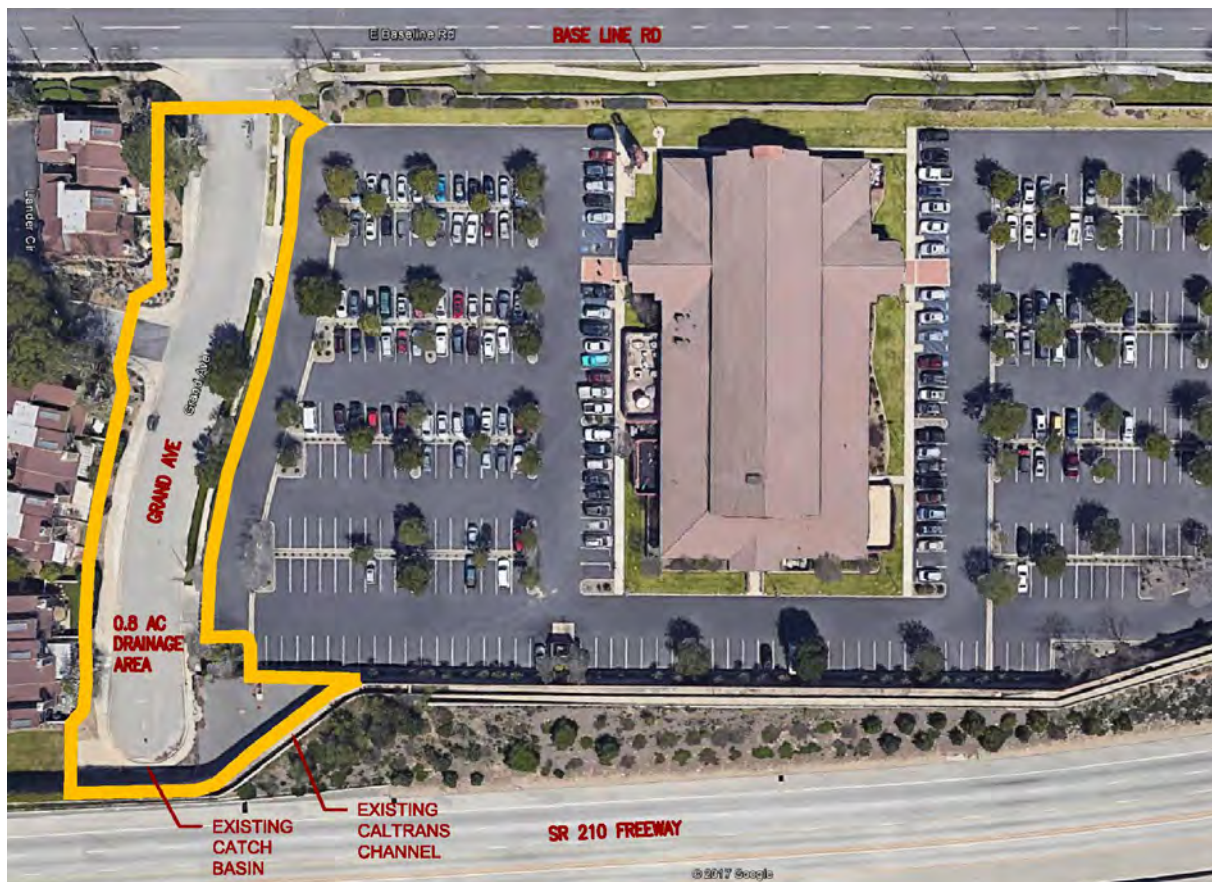 E Baseline Rd
BASE LINE RD
Lander Cir
Grand Ave
GRAND AVE
0.8 AC
DRAINAGE
AREA
EXISTING
CATCH
BASIN
EXISTING
CALTRANS
CHANNEL
SR 210 FREEWAY
© 2017 Google